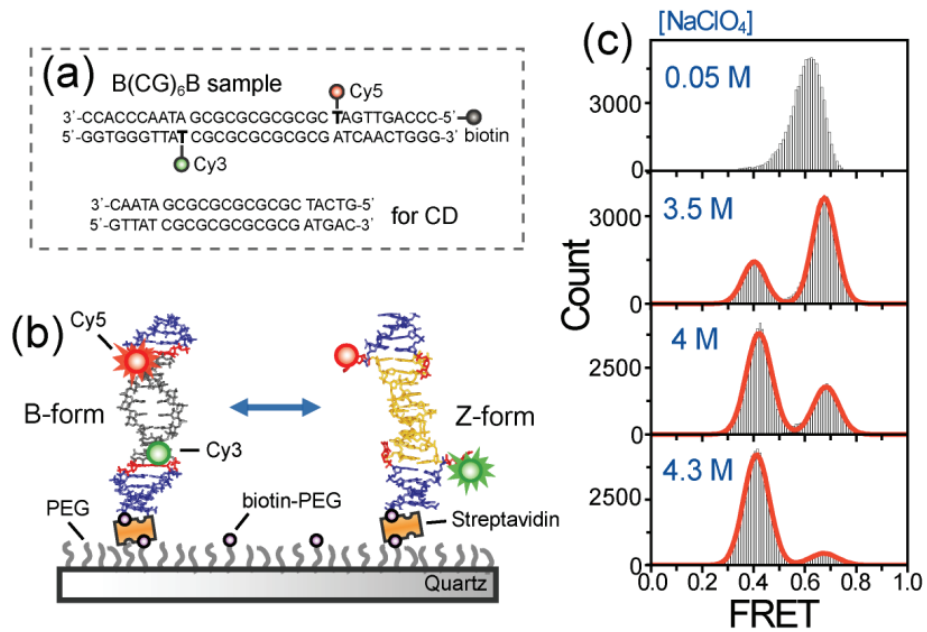 (a)
B(CG)₆B sample
Cy5
3'-CCACCCAATA GCGCGCGCGCGC TAGTTGACCC-5'
biotin
5'-GGTGGGTTAT CGCGCGCGCGCG ATCAACTGGG-3'
Cy3
3'-CAATA GCGCGCGCGCGC TACTG-5'
5'-GTTAT CGCGCGCGCGCG ATGAC-3'
for CD
(b)
Cy5
B-form
Z-form
Cy3
PEG
biotin-PEG
Streptavidin
Quartz
(c)
[NaClO₄]
0.05 M
3000
0
3.5 M
3000
0
4 M
2500
0
4.3 M
2500
0
Count
0.0 0.2 0.4 0.6 0.8 1.0
FRET